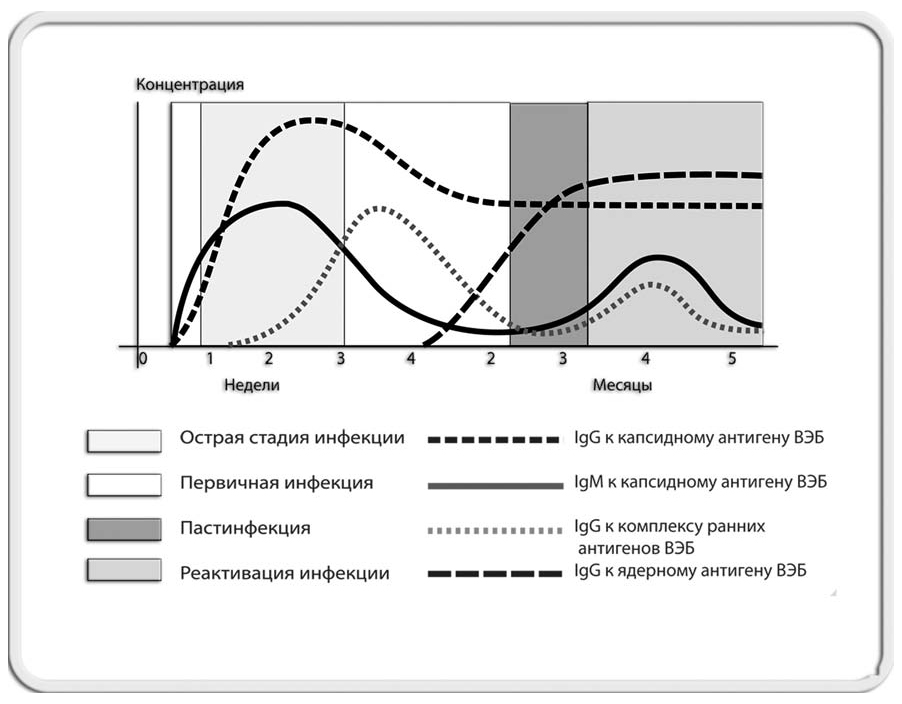 Концентрация
0 1 2 3 4 2 3 4 5
Недели Месяцы
Острая стадия инфекции
Первичная инфекция
Пастинфекция
Реактивация инфекции
IgG к капсидному антигену ВЭБ
IgM к капсидному антигену ВЭБ
IgG к комплексу ранних
антигенов ВЭБ
IgG к ядерному антигену ВЭБ